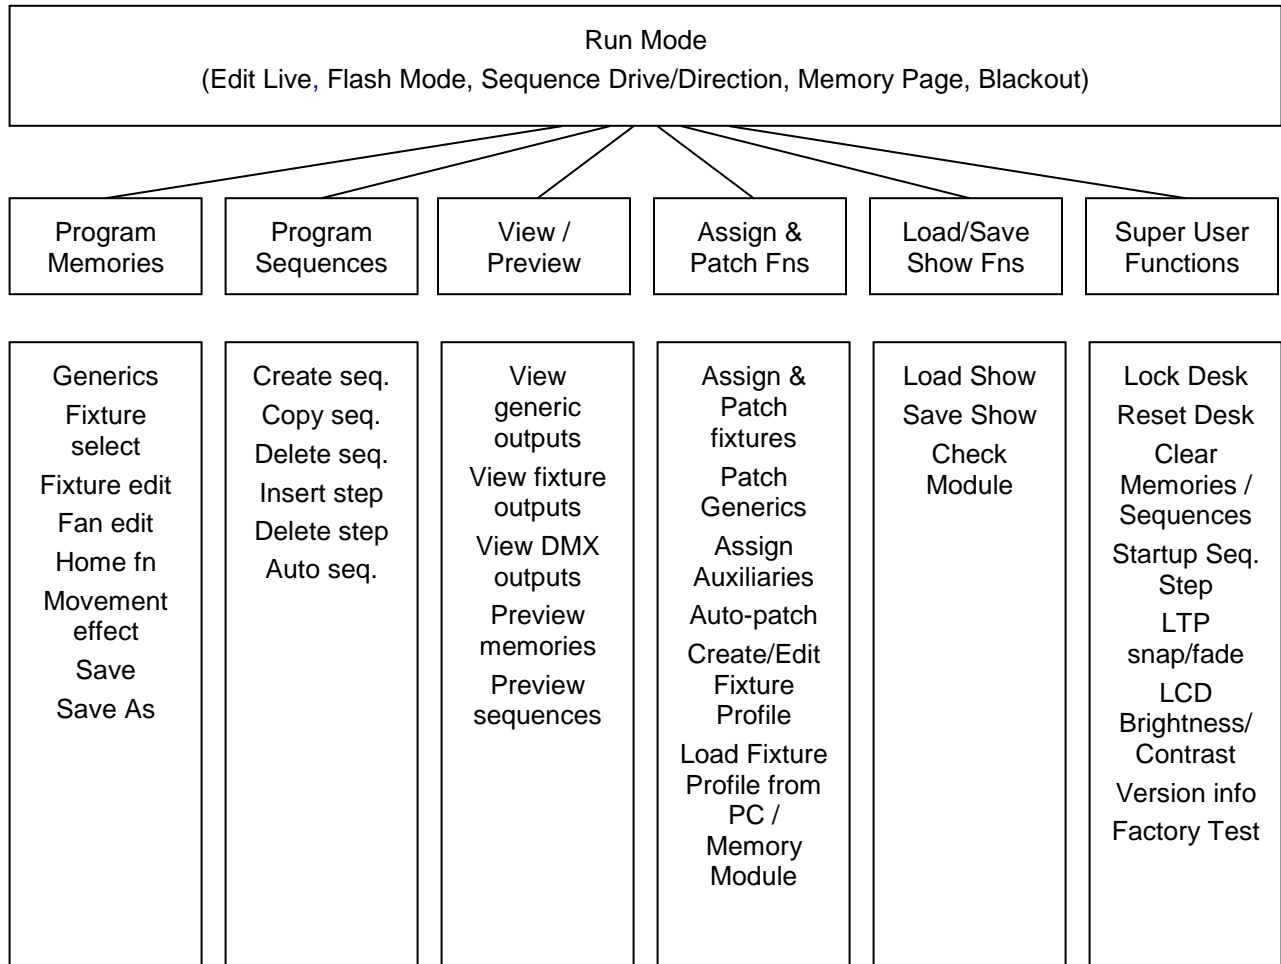 Run Mode
(Edit Live, Flash Mode, Sequence Drive/Direction, Memory Page, Blackout)
Program
Memories
Program
Sequences
View /
Preview
Assign &
Patch Fns
Load/Save
Show Fns
Super User
Functions
Generics
Fixture
select
Fixture edit
Fan edit
Home fn
Movement
effect
Save
Save As
Create seq.
Copy seq.
Delete seq.
Insert step
Delete step
Auto seq.
View
generic
outputs
View fixture
outputs
View DMX
outputs
Preview
memories
Preview
sequences
Assign &
Patch
fixtures
Patch
Generics
Assign
Auxiliaries
Auto-patch
Create/Edit
Fixture
Profile
Load Fixture
Profile from
PC /
Memory
Module
Load Show
Save Show
Check
Module
Lock Desk
Reset Desk
Clear
Memories /
Sequences
Startup Seq.
Step
LTP
snap/fade
LCD
Brightness/
Contrast
Version info
Factory Test